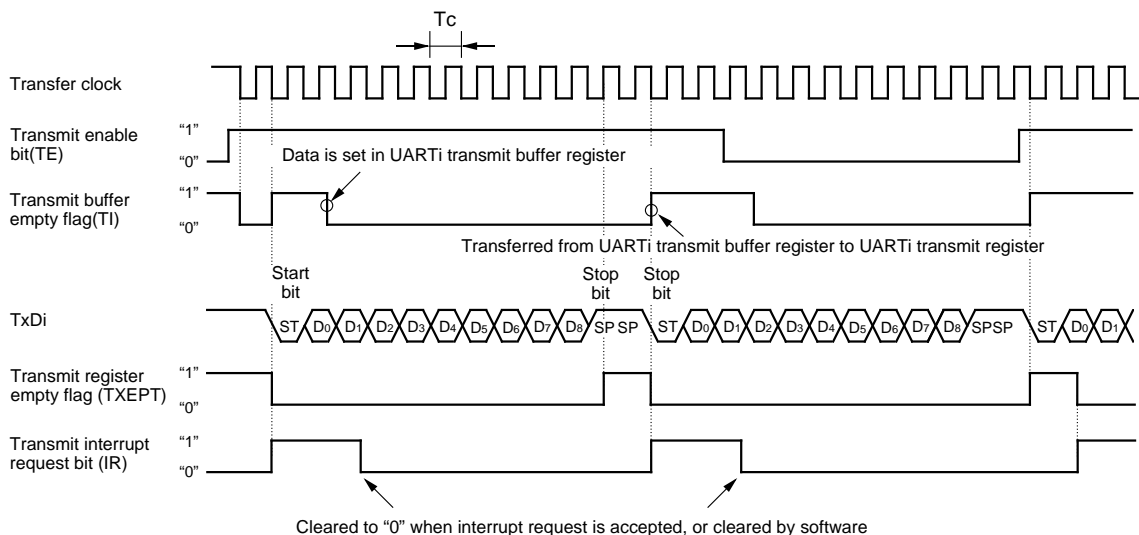 Tc
Transfer clock
Transmit enable
bit(TE)
“1”
“0”
Data is set in UARTi transmit buffer register
Transmit buffer
empty flag(TI)
“1”
“0”
Transferred from UARTi transmit buffer register to UARTi transmit register
Start
bit
Stop
bit
Stop
bit
TxDi
ST D0 D1 D2 D3 D4 D5 D6 D7 D8 SP SP ST D0 D1 D2 D3 D4 D5 D6 D7 D8 SPSP ST D0 D1
Transmit register
empty flag (TXEPT)
“1”
“0”
Transmit interrupt
request bit (IR)
“1”
“0”
Cleared to “0” when interrupt request is accepted, or cleared by software